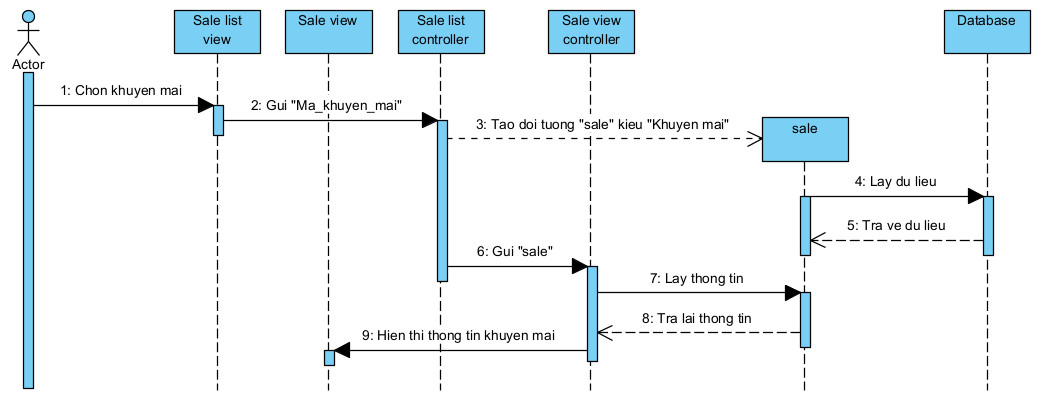 Sale list
view
Sale view
Sale list
controller
Sale view
controller
Database
Actor
1: Chon khuyen mai
2: Gui "Ma_khuyen_mai"
3: Tao doi tuong "sale" kieu "Khuyen mai"
sale
4: Lay du lieu
5: Tra ve du lieu
6: Gui "sale"
7: Lay thong tin
8: Tra lai thong tin
9: Hien thi thong tin khuyen mai